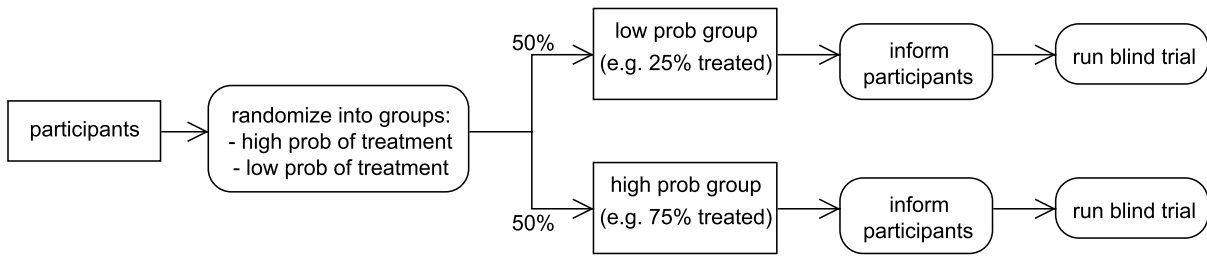 participants
randomize into groups:
- high prob of treatment
- low prob of treatment
50%
low prob group
(e.g. 25% treated)
inform
participants
run blind trial
50%
high prob group
(e.g. 75% treated)
inform
participants
run blind trial